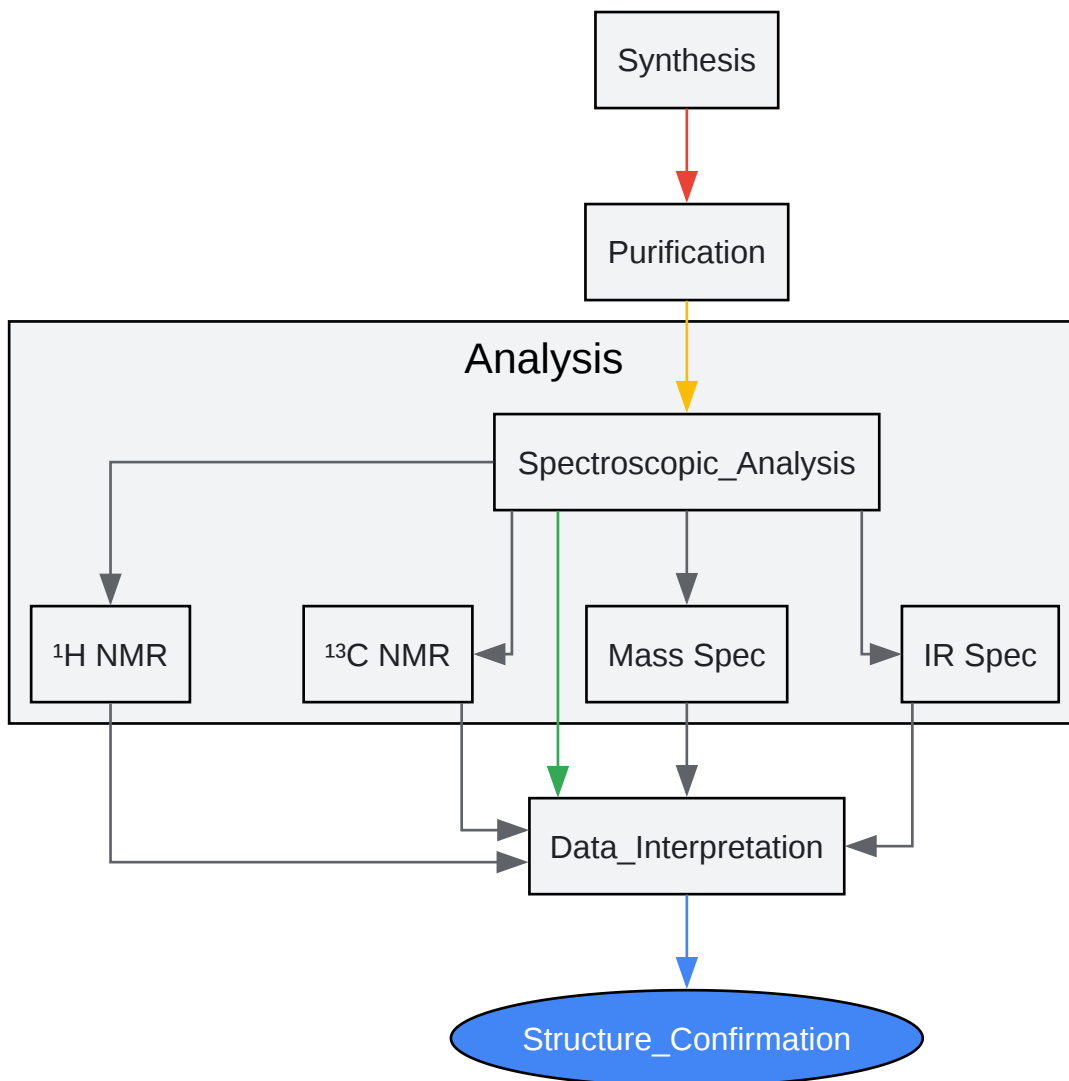 Synthesis
Purification
Analysis
Spectroscopic_Analysis
¹H NMR
¹³C NMR
Mass Spec
IR Spec
Data_Interpretation
Structure_Confirmation